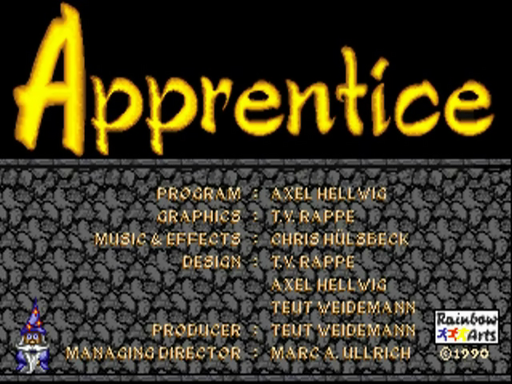 Apprentice
PROGRAM : AXEL HELLWIG
GRAPHICS : T.V. RAPPE
MUSIC & EFFECTS : CHRIS HÜLSBECK
DESIGN : T.V. RAPPE
AXEL HELLWIG
TEUT WEIDEMANN
PRODUCER : TEUT WEIDEMANN
MANAGING DIRECTOR : MARC A. ULLRICH
Rainbow
Arts
©1990